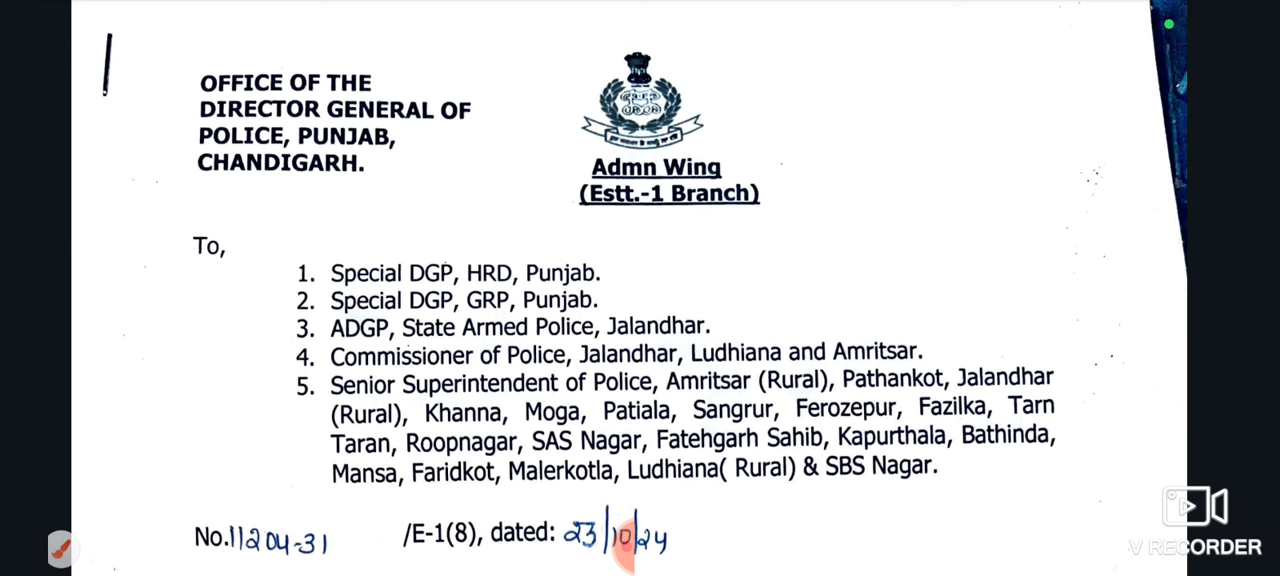 OFFICE OF THE
DIRECTOR GENERAL OF
POLICE, PUNJAB,
CHANDIGARH.
Admn Wing
(Estt.-1 Branch)
To,
1. Special DGP, HRD, Punjab.
2. Special DGP, GRP, Punjab.
3. ADGP, State Armed Police, Jalandhar.
4. Commissioner of Police, Jalandhar, Ludhiana and Amritsar.
5. Senior Superintendent of Police, Amritsar (Rural), Pathankot, Jalandhar
(Rural), Khanna, Moga, Patiala, Sangrur, Ferozepur, Fazilka, Tarn
Taran, Roopnagar, SAS Nagar, Fatehgarh Sahib, Kapurthala, Bathinda,
Mansa, Faridkot, Malerkotla, Ludhiana( Rural) & SBS Nagar.
No.11204-31 /E-1(8), dated: 23/10/24
V RECORDER